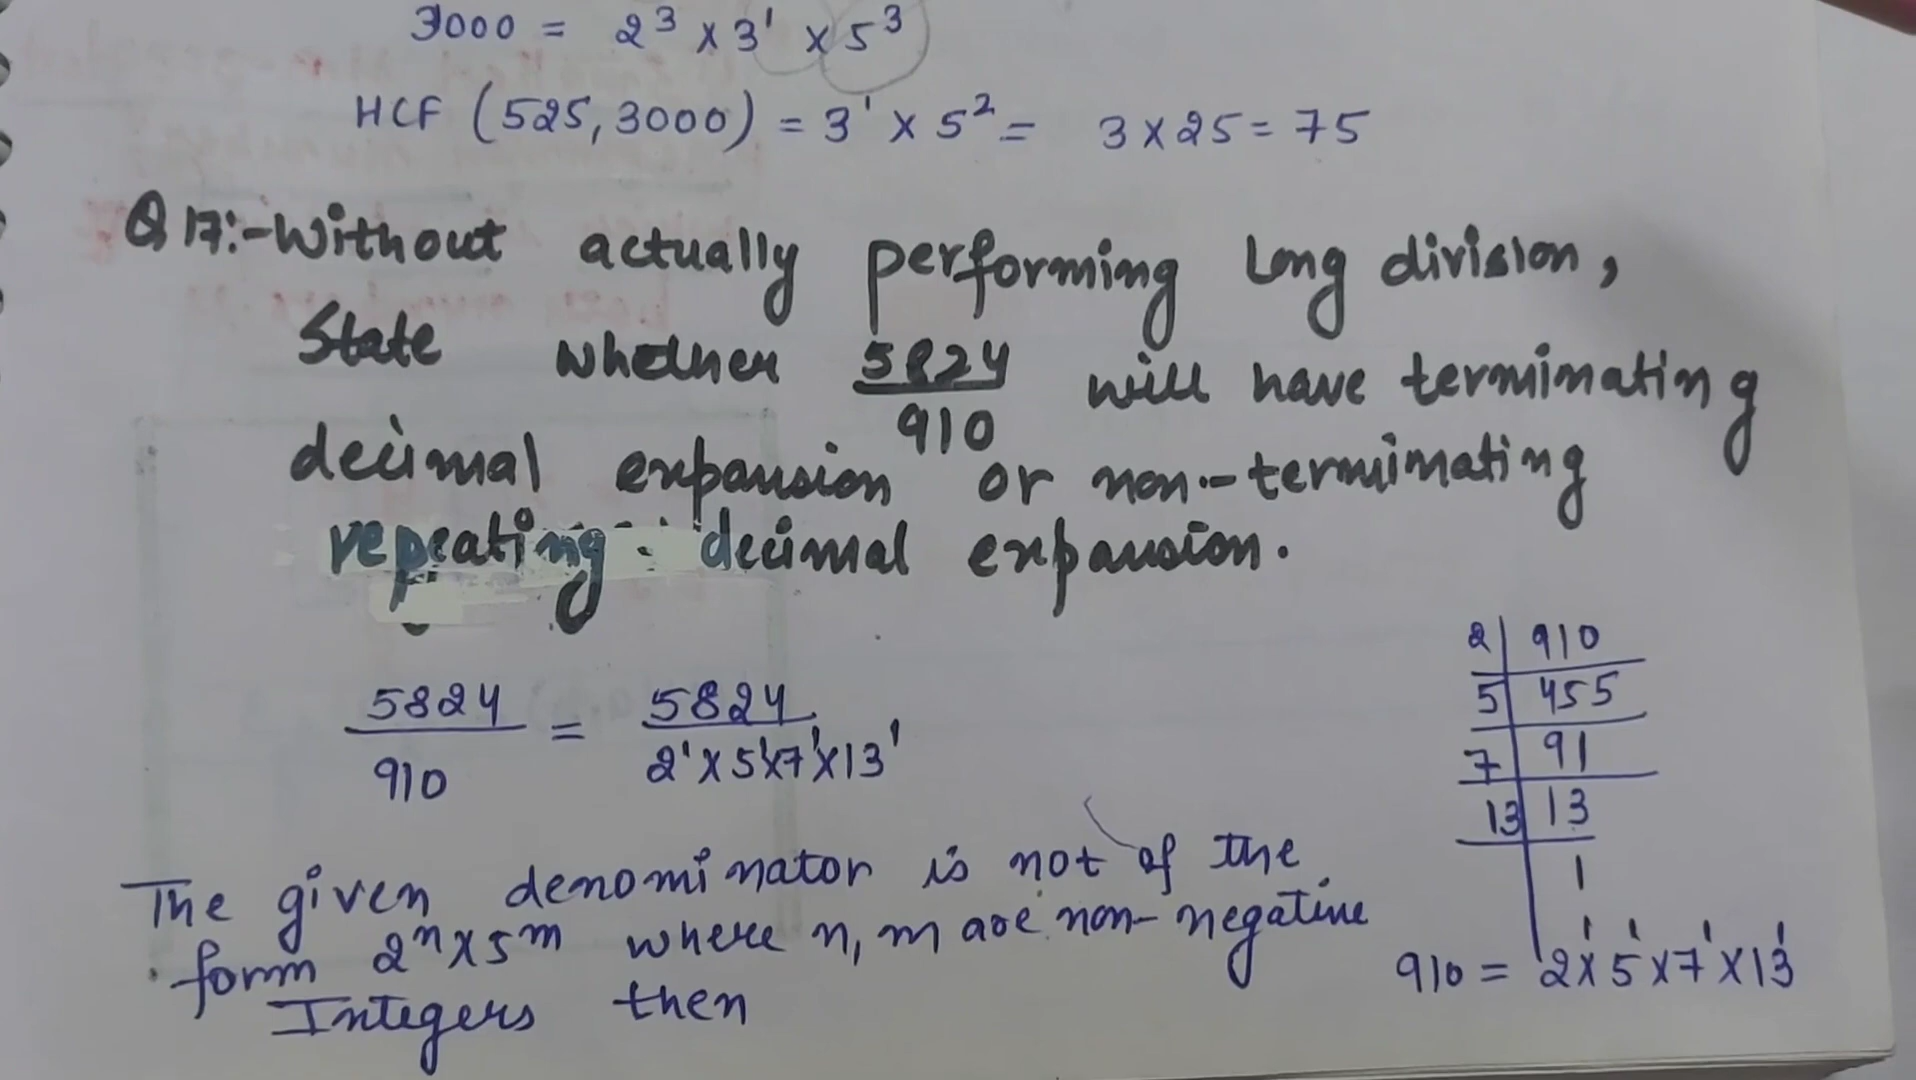 3000 = 2³ × 3¹ × 5³
HCF (525, 3000) = 3¹ × 5² = 3 × 25 = 75
Q17:- Without actually performing long division,
State whether 5824/910 will have terminating
decimal expansion or non-terminating
repeating decimal expansion.
5824/910 = 5824/2¹×5¹×7¹×13¹
2 | 910
5 | 455
7 | 91
13 | 13
1
910 = 2¹×5¹×7¹×13¹
The given denominator is not of the
form 2ⁿ×5ᵐ where n, m are non-negative
Integers then